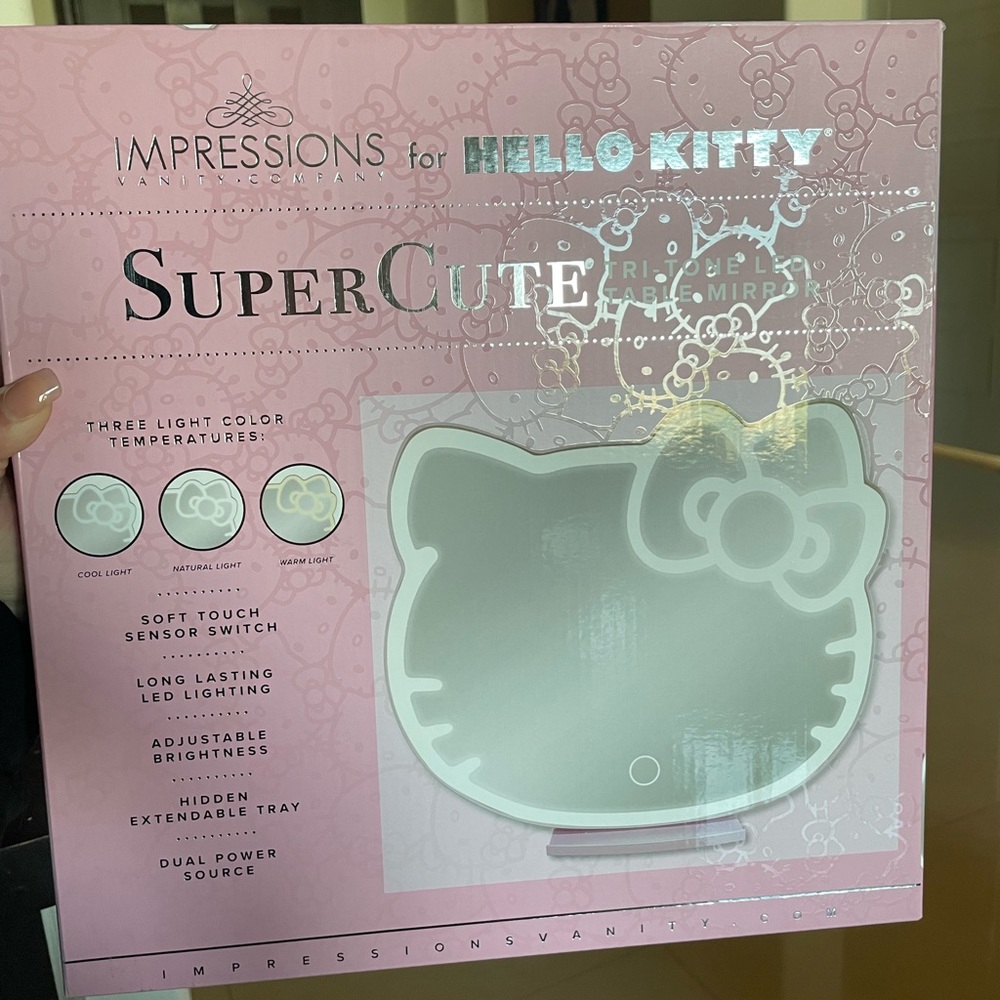 IMPRESSIONS for HELLO KITTY®
VANITY·COMPANY
SUPERCUTE TRI-TONE LED
TABLE MIRROR
THREE LIGHT COLOR
TEMPERATURES:
COOL LIGHT NATURAL LIGHT WARM LIGHT
SOFT TOUCH
SENSOR SWITCH
LONG LASTING
LED LIGHTING
ADJUSTABLE
BRIGHTNESS
HIDDEN
EXTENDABLE TRAY
DUAL POWER
SOURCE
IMPRESSIONSVANITY.COM